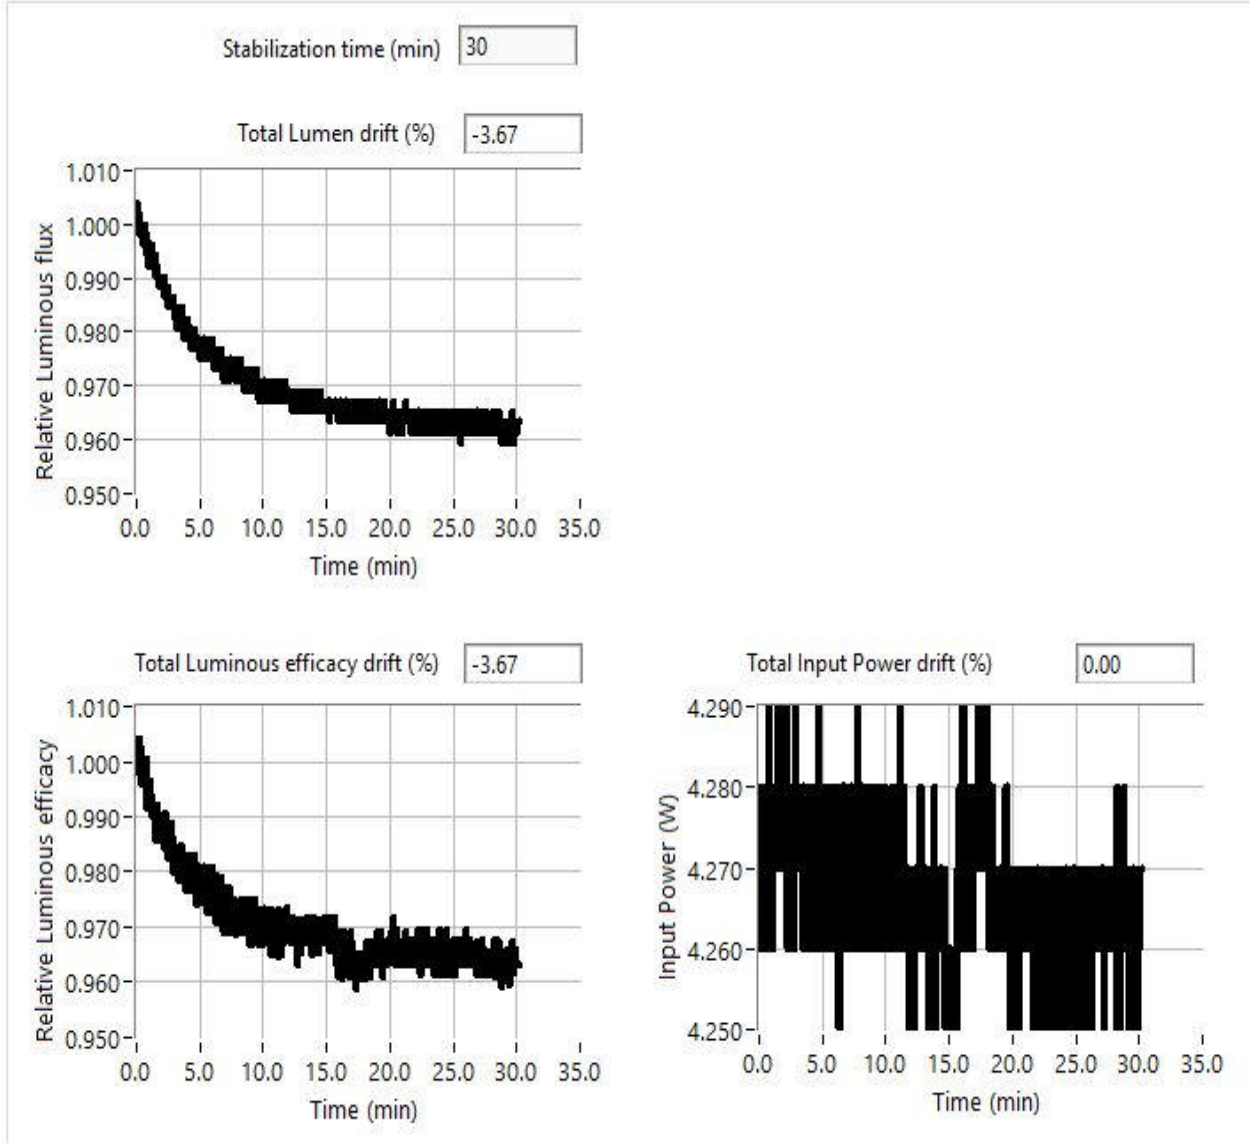 Stabilization time (min) 30
Total Lumen drift (%) -3.67
1.010
1.000
0.990
0.980
0.970
0.960
0.950
Relative Luminous flux
0.0 5.0 10.0 15.0 20.0 25.0 30.0 35.0
Time (min)
Total Luminous efficacy drift (%) -3.67
1.010
1.000
0.990
0.980
0.970
0.960
0.950
Relative Luminous efficacy
0.0 5.0 10.0 15.0 20.0 25.0 30.0 35.0
Time (min)
Total Input Power drift (%) 0.00
4.290
4.280
4.270
4.260
4.250
Input Power (W)
0.0 5.0 10.0 15.0 20.0 25.0 30.0 35.0
Time (min)